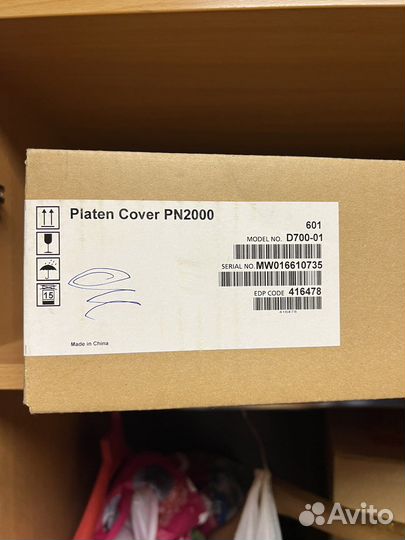 Platen Cover PN2000
601
MODEL NO. D700-01
SERIAL NO. MW016610735
EDP CODE 416478
416478
15
Made in China
Avito